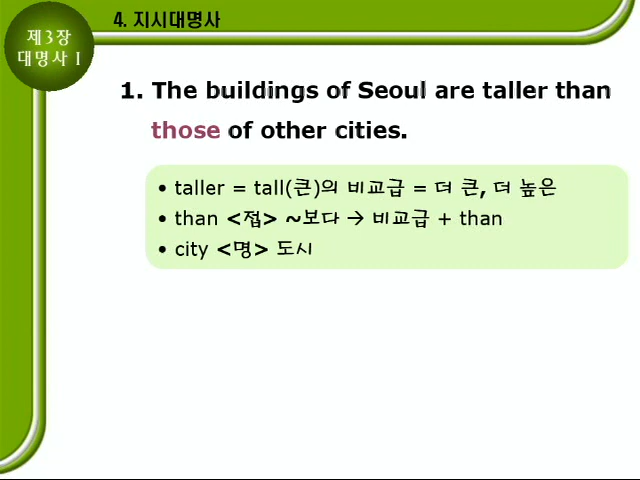 제3장
대명사 I
4. 지시대명사
1. The buildings of Seoul are taller than
those of other cities.
• taller = tall(큰)의 비교급 = 더 큰, 더 높은
• than <접> ~보다 → 비교급 + than
• city <명> 도시